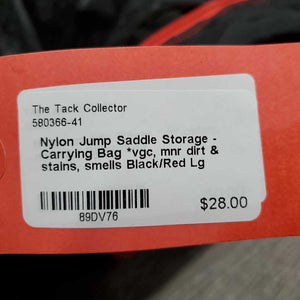 The Tack Collector
580366-41
Nylon Jump Saddle Storage -
Carrying Bag *vgc, mnr dirt &
stains, smells Black/Red Lg
89DV76
$28.00